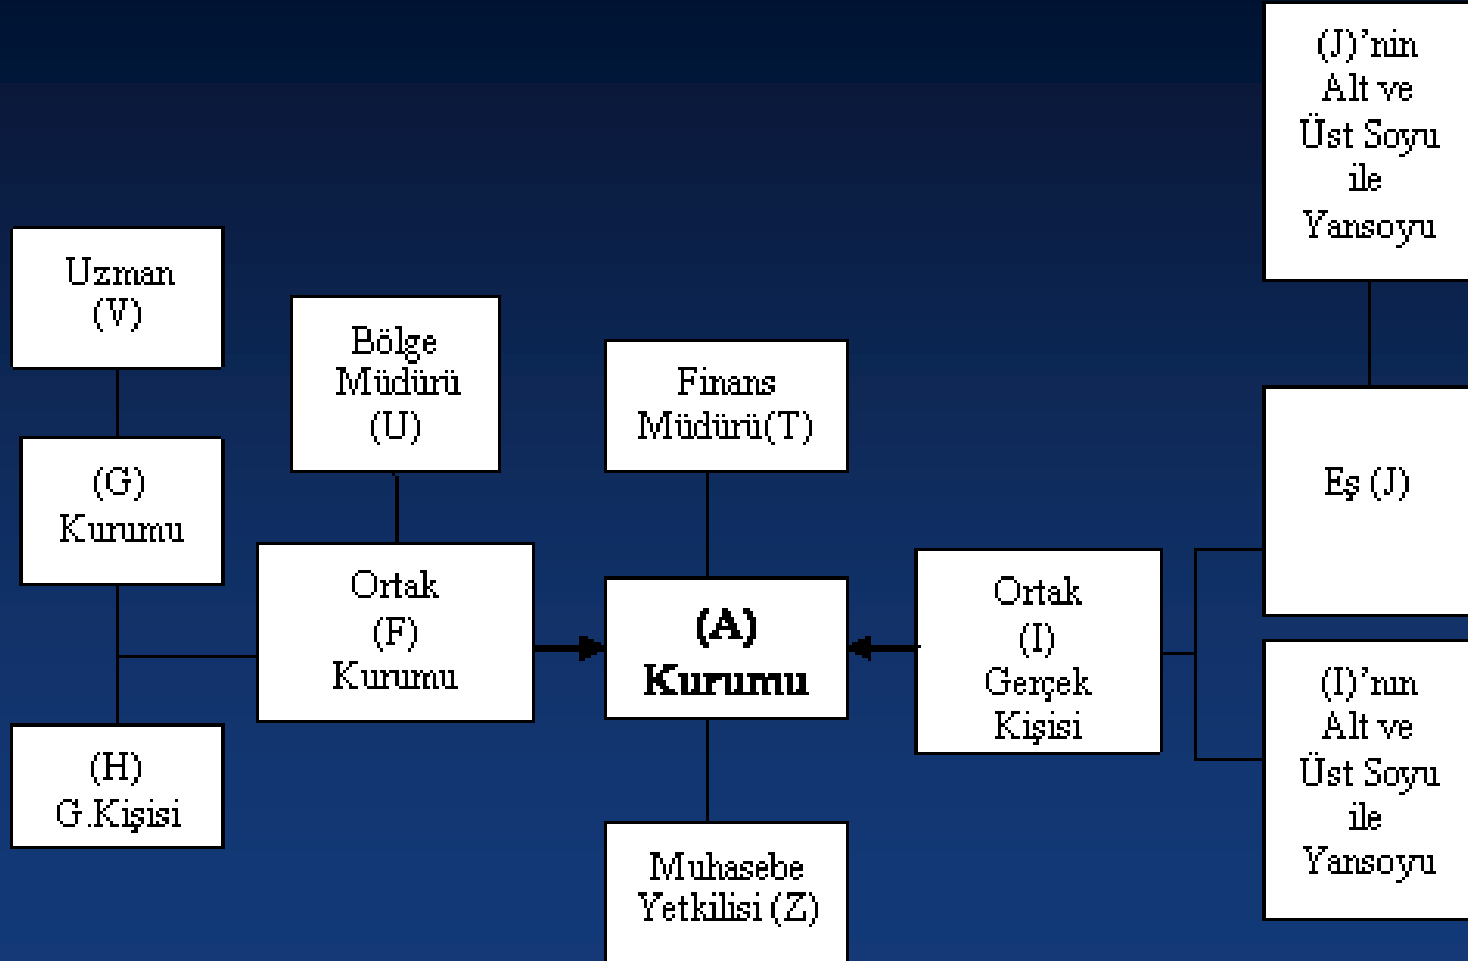 (J)'nin
Alt ve
Üst Soyu
ile
Yansoyu
Uzman
(V)
Bölge
Müdürü
(U)
Finans
Müdürü(T)
(G)
Kurumu
Eş (J)
Ortak
(F)
Kurumu
(A)
Kurumu
Ortak
(I)
Gerçek
Kişisi
(H)
G.Kişisi
(I)'nın
Alt ve
Üst Soyu
ile
Yansoyu
Muhasebe
Yetkilisi (Z)